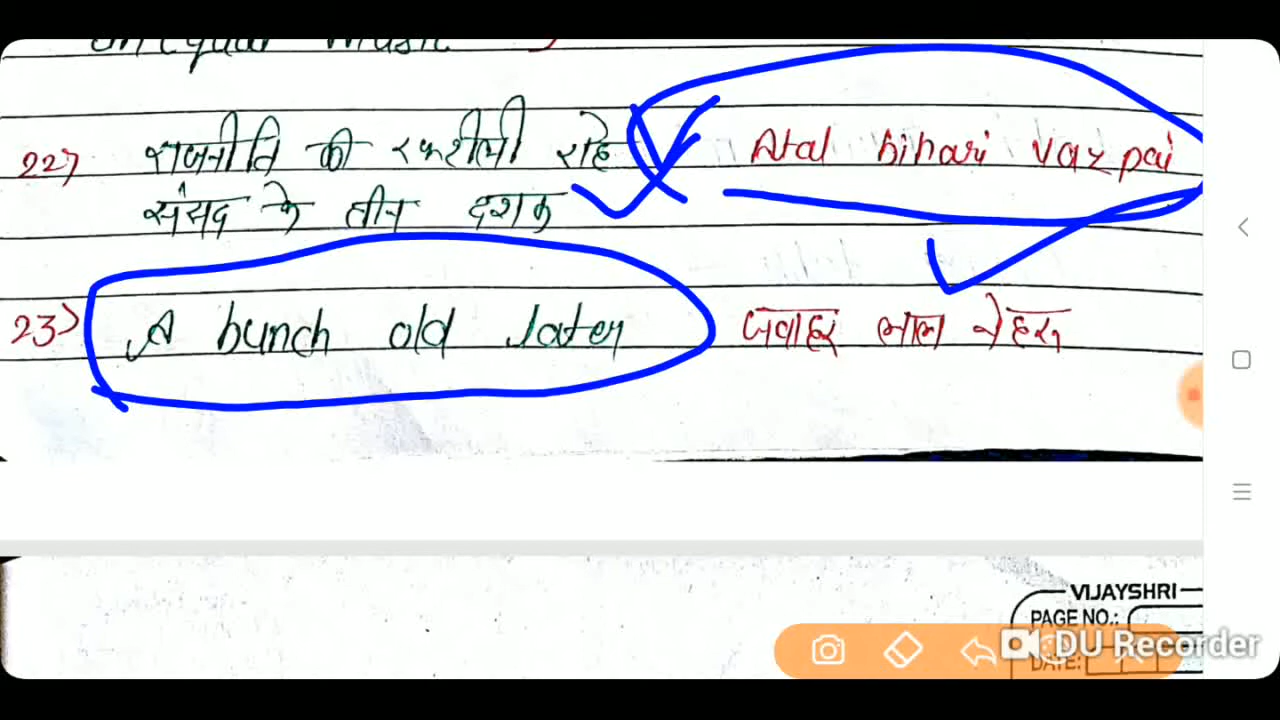 Music
22) राजनीति की रपटीली राहे Atal bihari vazpai
संसद के तीन दशक
23) A bunch old later जवाहर लाल नेहरू
VIJAYSHRI
PAGE NO.:
DU Recorder
DATE: